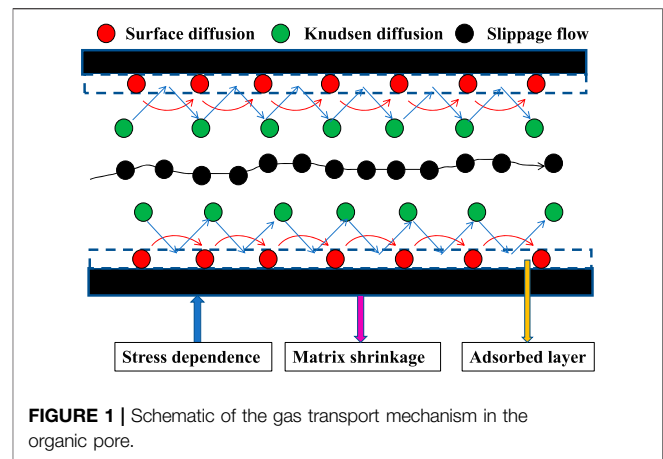 Surface diffusion Knudsen diffusion Slippage flow
Stress dependence Matrix shrinkage Adsorbed layer
FIGURE 1 | Schematic of the gas transport mechanism in the
organic pore.